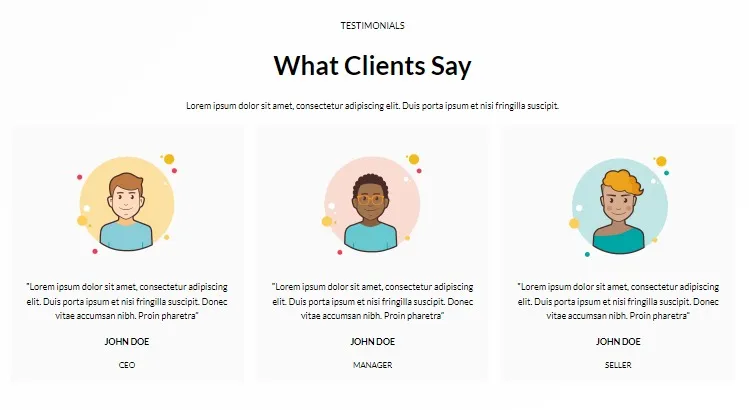 TESTIMONIALS
What Clients Say
Lorem ipsum dolor sit amet, consectetur adipiscing elit. Duis porta ipsum et nisi fringilla suscipit.
"Lorem ipsum dolor sit amet, consectetur adipiscing
elit. Duis porta ipsum et nisi fringilla suscipit. Donec
vitae accumsan nibh. Proin pharetra"
JOHN DOE
CEO
"Lorem ipsum dolor sit amet, consectetur adipiscing
elit. Duis porta ipsum et nisi fringilla suscipit. Donec
vitae accumsan nibh. Proin pharetra"
JOHN DOE
MANAGER
"Lorem ipsum dolor sit amet, consectetur adipiscing
elit. Duis porta ipsum et nisi fringilla suscipit. Donec
vitae accumsan nibh. Proin pharetra"
JOHN DOE
SELLER